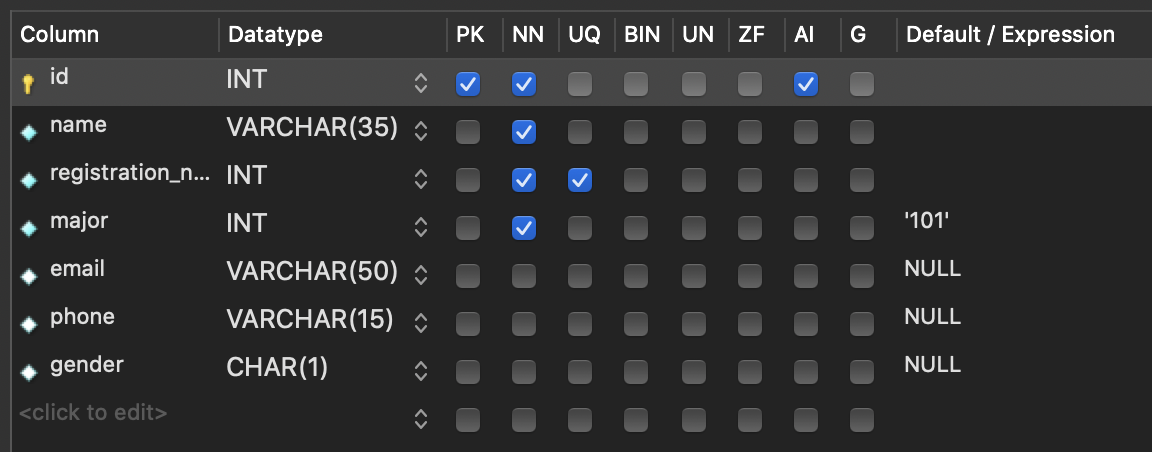 Column Datatype PK NN UQ BIN UN ZF AI G Default / Expression
id INT
name VARCHAR(35)
registration_n... INT
major INT '101'
email VARCHAR(50) NULL
phone VARCHAR(15) NULL
gender CHAR(1) NULL
<click to edit>